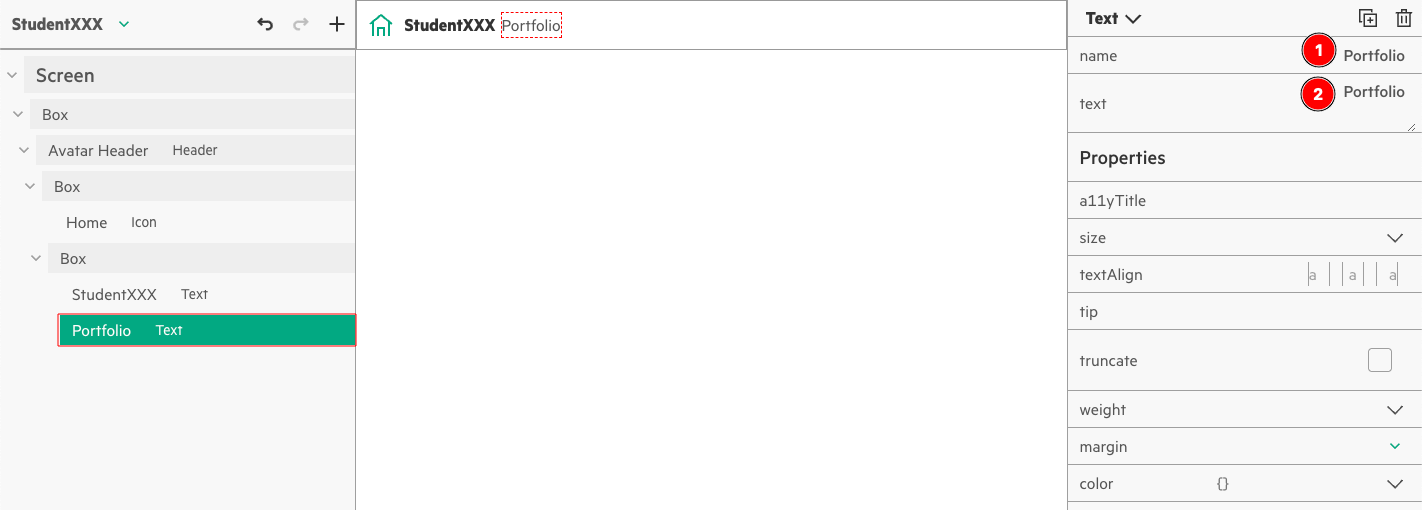 StudentXXX
Screen
Box
Avatar Header Header
Box
Home Icon
Box
StudentXXX Text
Portfolio Text
StudentXXX Portfolio
Text
name 1 Portfolio
text 2 Portfolio
Properties
a11yTitle
size
textAlign a a a
tip
truncate
weight
margin
color {}